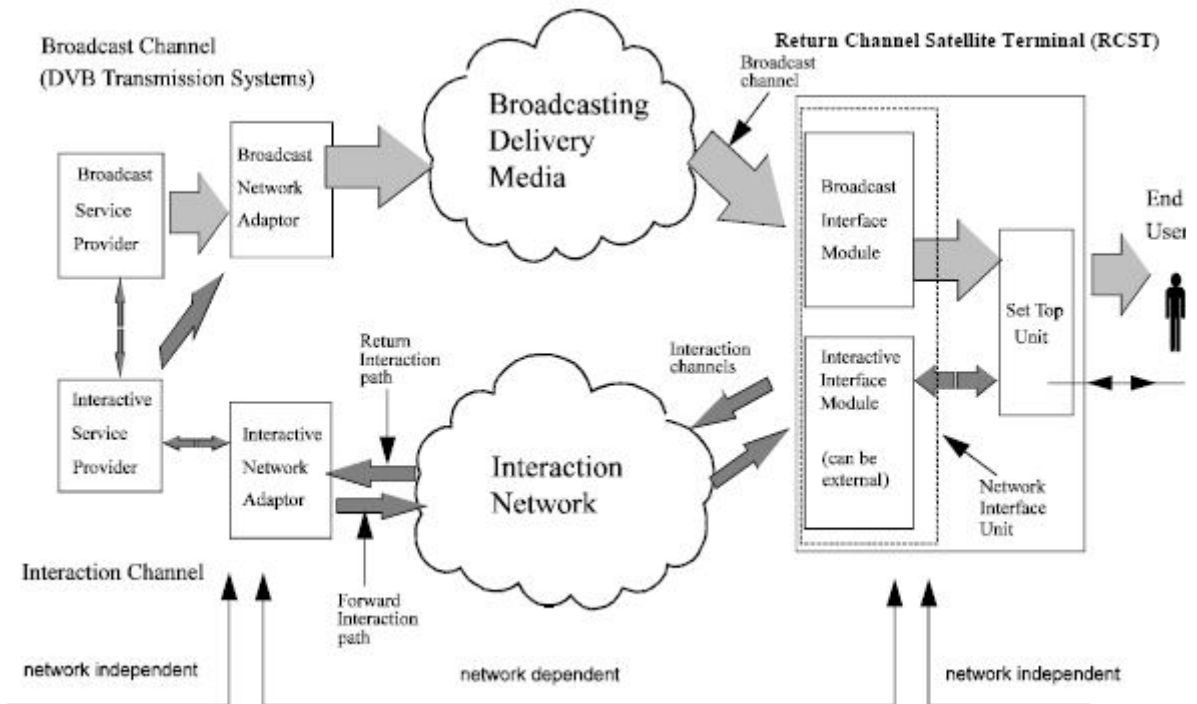 Broadcast Channel
(DVB Transmission Systems)
Return Channel Satellite Terminal (RCST)
Broadcast
channel
Broadcasting
Delivery
Media
Broadcast
Service
Provider
Broadcast
Network
Adaptor
Broadcast
Interface
Module
End
User
Set Top
Unit
Return
Interaction
path
Interaction
channels
Interactive
Interface
Module
(can be
external)
Interactive
Service
Provider
Interactive
Network
Adaptor
Interaction
Network
Network
Interface
Unit
Interaction Channel
Forward
Interaction
path
network independent
network dependent
network independent